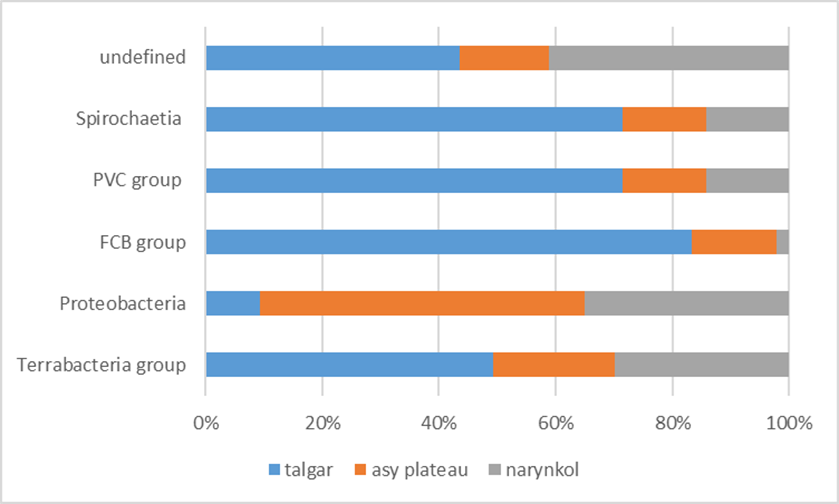 undefined
Spirochaetia
PVC group
FCB group
Proteobacteria
Terrabacteria group
0% 20% 40% 60% 80% 100%
talgar asy plateau narynkol